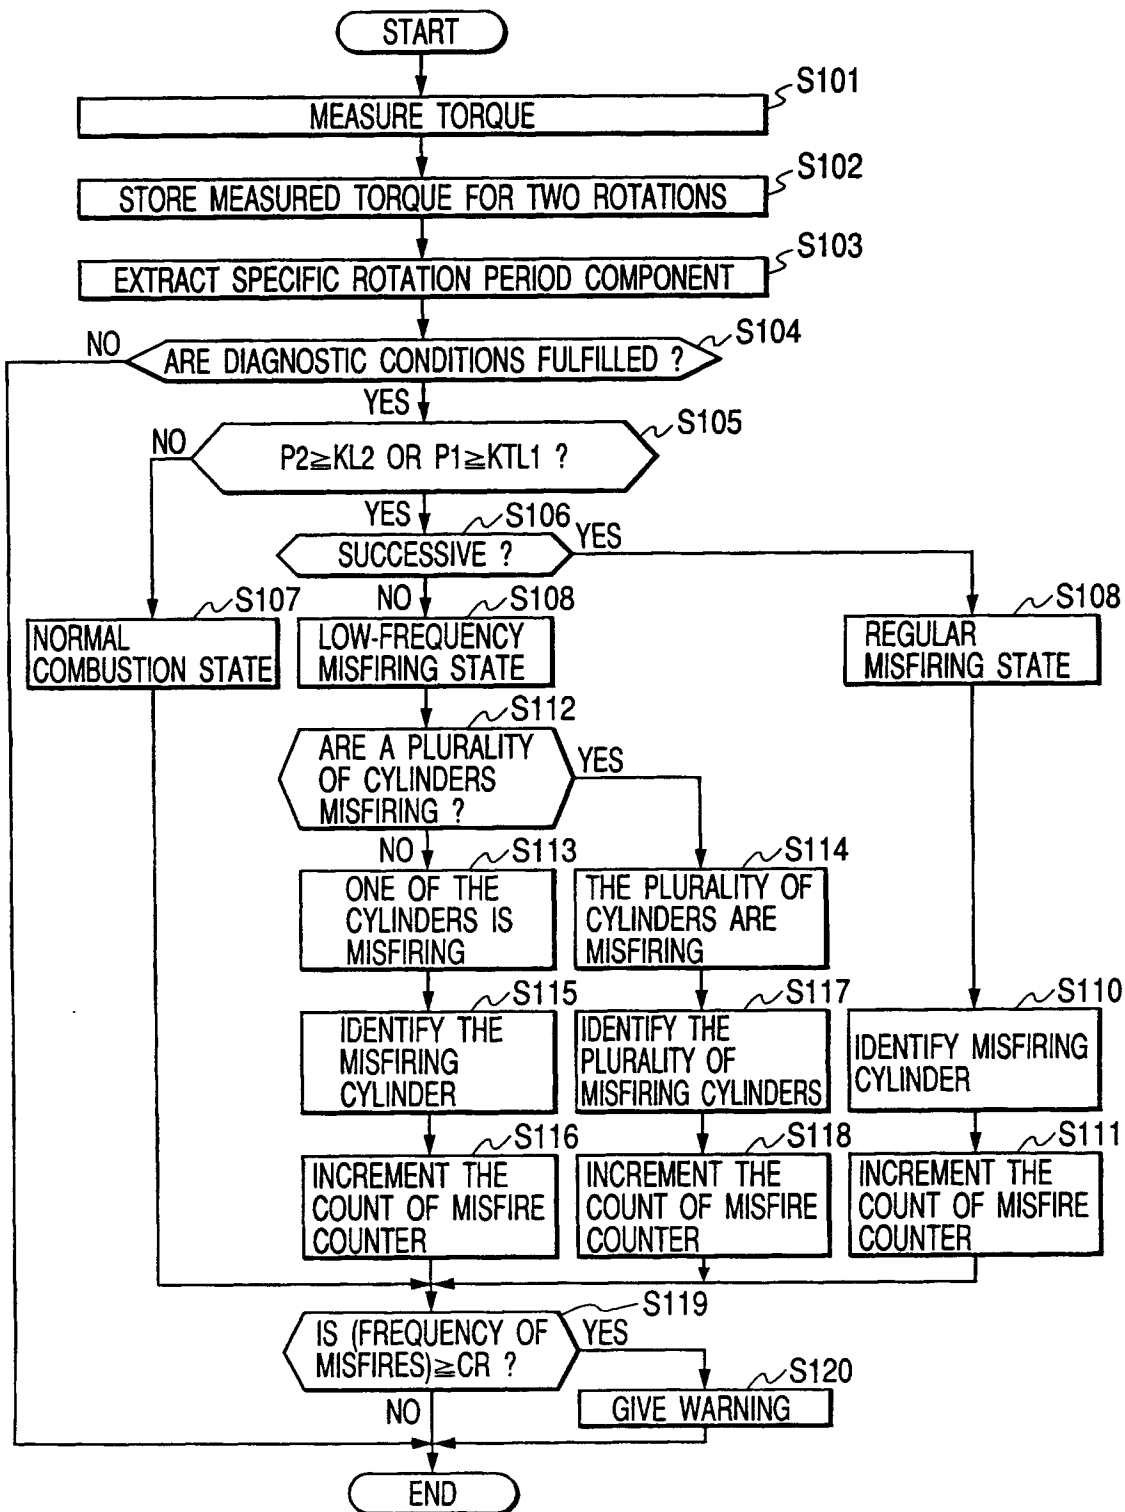 START
S101
MEASURE TORQUE
S102
STORE MEASURED TORQUE FOR TWO ROTATIONS
S103
EXTRACT SPECIFIC ROTATION PERIOD COMPONENT
S104
NO
ARE DIAGNOSTIC CONDITIONS FULFILLED ?
YES
S105
NO
P2≧KL2 OR P1≧KTL1 ?
YES
S106
SUCCESSIVE ?
YES
NO
S107
NORMAL
COMBUSTION STATE
S108
LOW-FREQUENCY
MISFIRING STATE
S108
REGULAR
MISFIRING STATE
S112
ARE A PLURALITY
OF CYLINDERS
MISFIRING ?
YES
NO
S113
ONE OF THE
CYLINDERS IS
MISFIRING
S114
THE PLURALITY OF
CYLINDERS ARE
MISFIRING
S115
IDENTIFY THE
MISFIRING
CYLINDER
S117
IDENTIFY THE
PLURALITY OF
MISFIRING CYLINDERS
S110
IDENTIFY MISFIRING
CYLINDER
S116
INCREMENT THE
COUNT OF MISFIRE
COUNTER
S118
INCREMENT THE
COUNT OF MISFIRE
COUNTER
S111
INCREMENT THE
COUNT OF MISFIRE
COUNTER
S119
IS (FREQUENCY OF
MISFIRES)≧CR ?
YES
NO
S120
GIVE WARNING
END